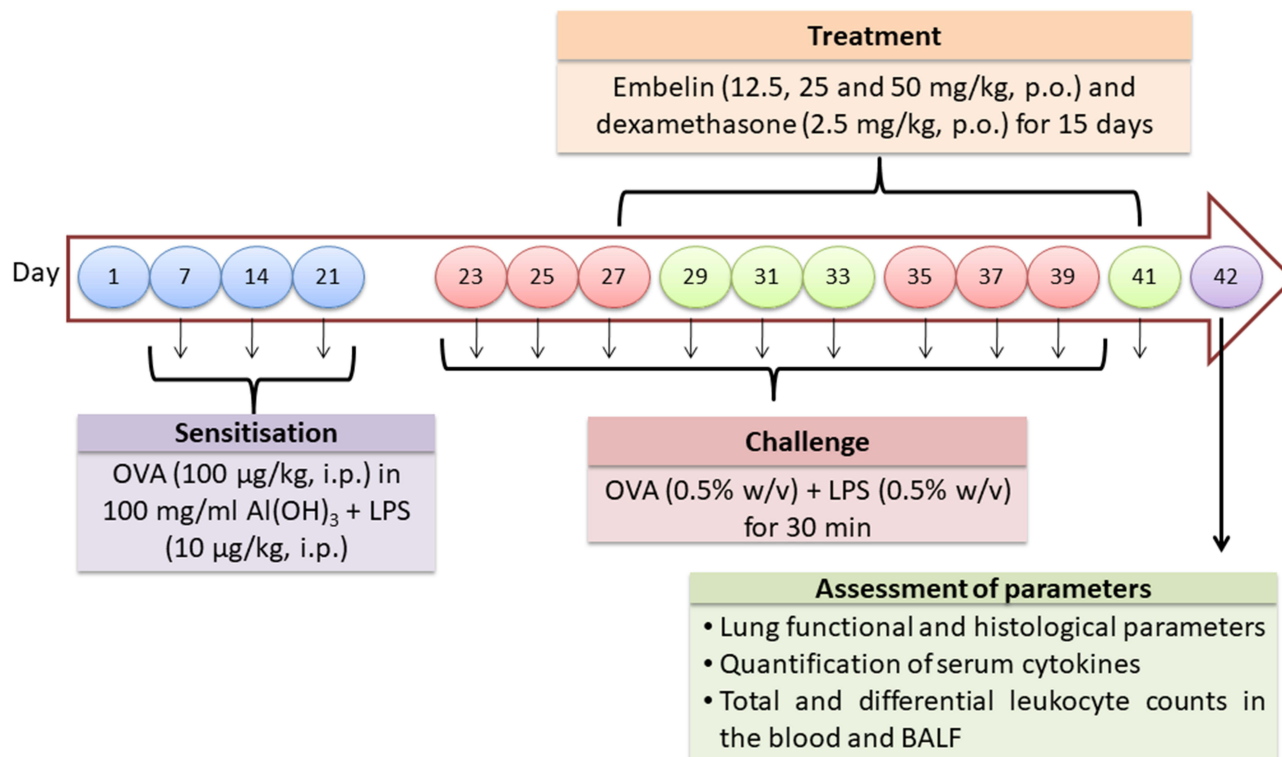 Treatment
Embelin (12.5, 25 and 50 mg/kg, p.o.) and
dexamethasone (2.5 mg/kg, p.o.) for 15 days
Day 1 7 14 21 23 25 27 29 31 33 35 37 39 41 42
Sensitisation
OVA (100 µg/kg, i.p.) in
100 mg/ml Al(OH)₃ + LPS
(10 µg/kg, i.p.)
Challenge
OVA (0.5% w/v) + LPS (0.5% w/v)
for 30 min
Assessment of parameters
• Lung functional and histological parameters
• Quantification of serum cytokines
• Total and differential leukocyte counts in
the blood and BALF